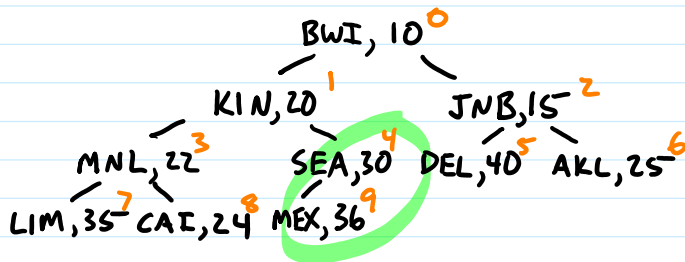 BWI, 10 0
KIN, 20 1 JNB, 15 2
MNL, 22 3 SEA, 30 4 DEL, 40 5 AKL, 25 6
LIM, 35 7 CAI, 24 8 MEX, 36 9